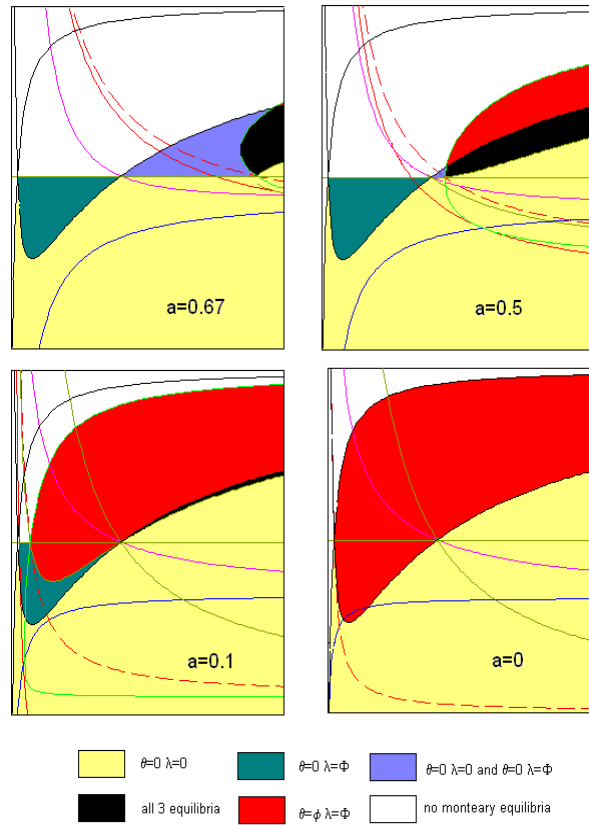 a=0.67
a=0.5
a=0.1
a=0
θ=0 λ=0
θ=0 λ=Φ
θ=0 λ=0 and θ=0 λ=Φ
all 3 equilibria
θ=ϕ λ=Φ
no monteary equilibria